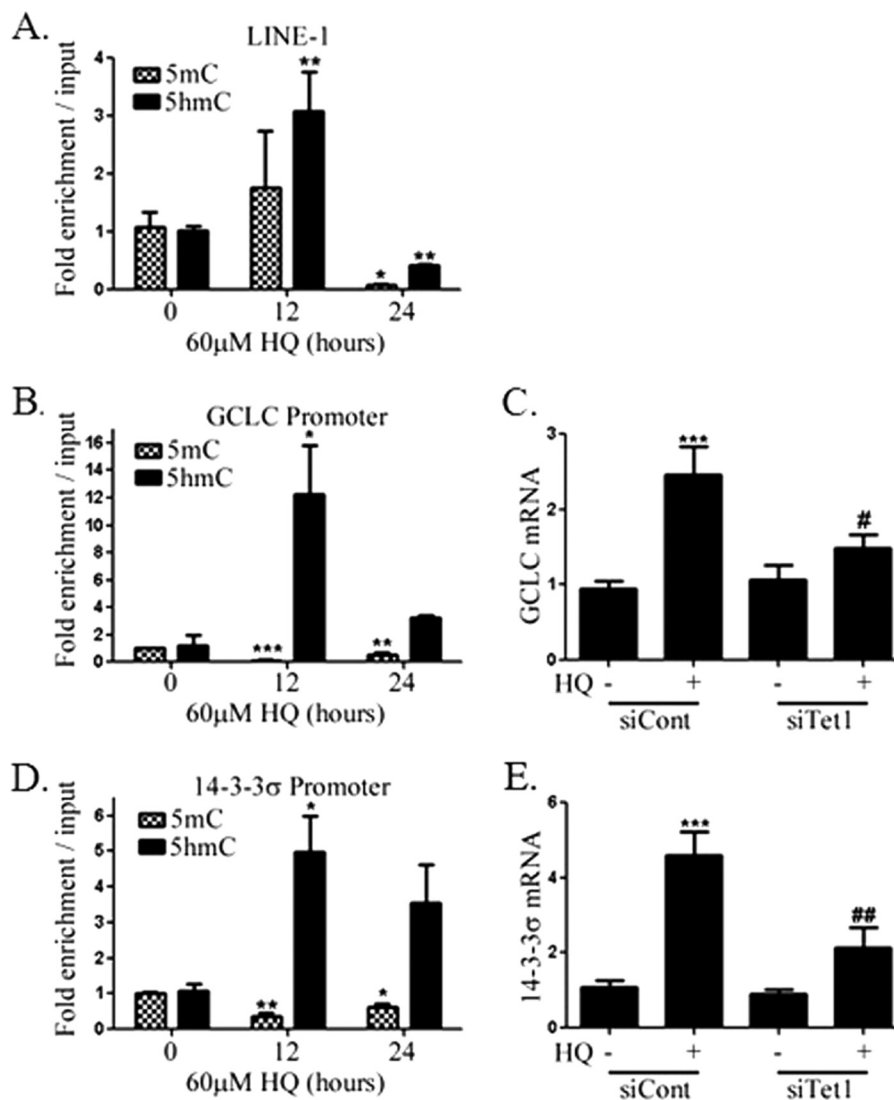 A.
LINE-1
5mC
5hmC
Fold enrichment / input
4
3
2
1
0
**
*
**
0 12 24
60μM HQ (hours)
B.
GCLC Promoter
5mC
5hmC
Fold enrichment / input
16
14
12
10
8
6
4
2
0
*
***
**
0 12 24
60μM HQ (hours)
C.
GCLC mRNA
3
2
1
0
***
#
HQ - + - +
siCont siTet1
D.
14-3-3σ Promoter
5mC
5hmC
Fold enrichment / input
6
5
4
3
2
1
0
*
**
*
0 12 24
60μM HQ (hours)
E.
14-3-3σ mRNA
6
4
2
0
***
##
HQ - + - +
siCont siTet1